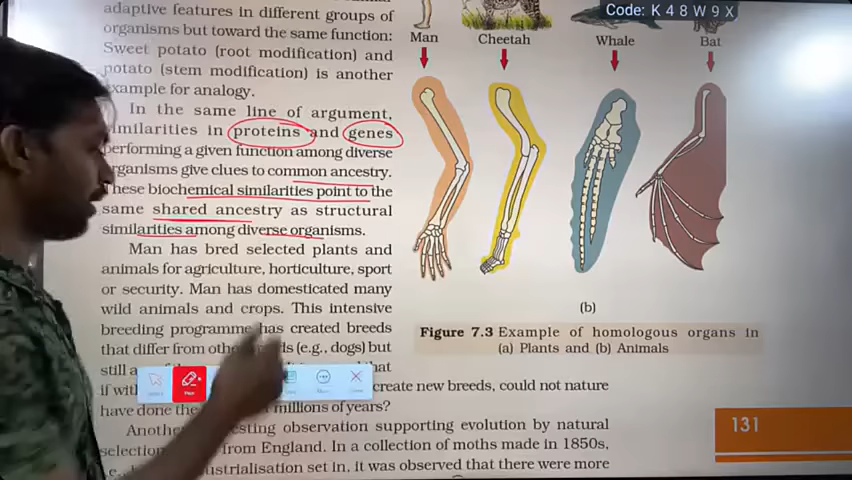 Code: K 4 8 W 9 X
adaptive features in different groups of
organisms but toward the same function:
Sweet potato (root modification) and
potato (stem modification) is another
example for analogy.
In the same line of argument,
similarities in proteins and genes
performing a given function among diverse
organisms give clues to common ancestry.
These biochemical similarities point to the
same shared ancestry as structural
similarities among diverse organisms.
Man has bred selected plants and
animals for agriculture, horticulture, sport
or security. Man has domesticated many
wild animals and crops. This intensive
breeding programme has created breeds
that differ from (e.g., dogs) but
still
if create new breeds, could not nature
have done the millions of years?
observation supporting evolution by natural
selection from England. In a collection of moths made in 1850s,
set in, it was observed that there were more
Man
Cheetah
Whale
Bat
(b)
Figure 7.3 Example of homologous organs in
(a) Plants and (b) Animals
131